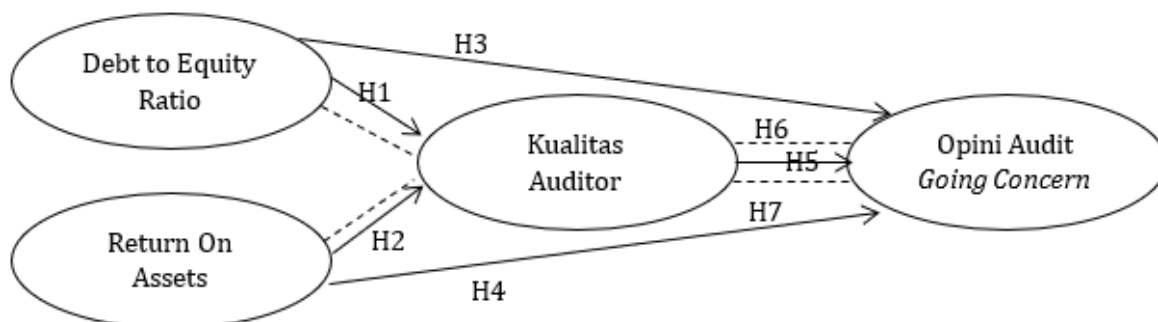 Debt to Equity
Ratio
H3
H1
Kualitas
Auditor
H6
H5
Opini Audit
Going Concern
H7
H2
Return On
Assets
H4